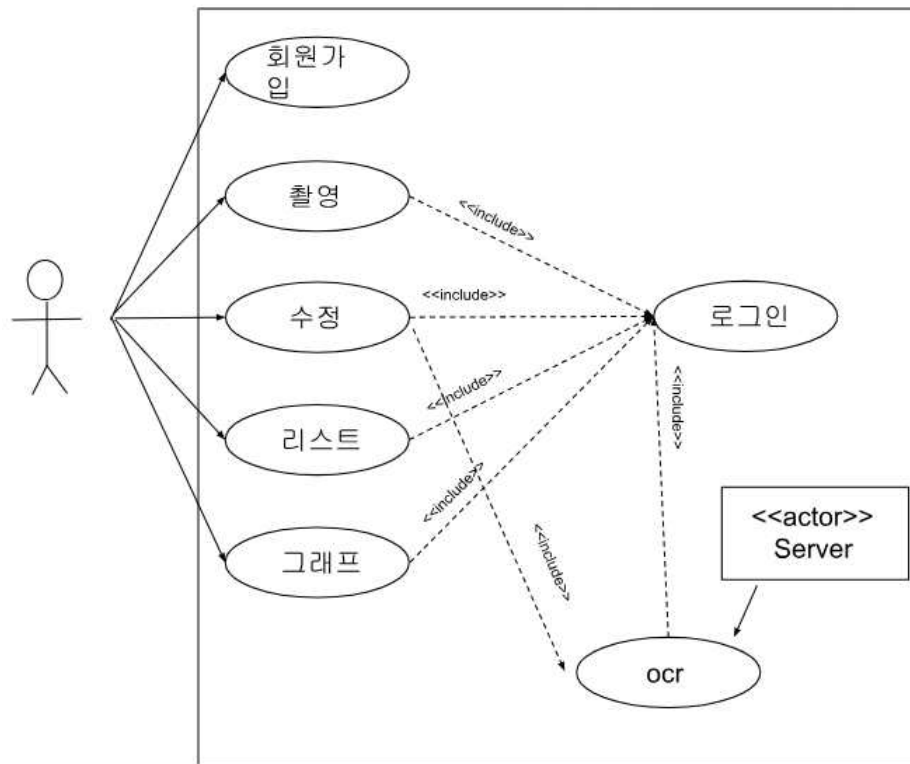 회원가
입
촬영
<<include>>
수정
<<include>>
로그인
<<include>>
<<include>>
리스트
<<include>>
<<actor>>
Server
그래프
<<include>>
ocr